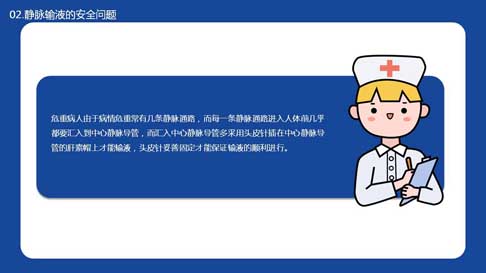 02.静脉输液的安全问题
危重病人由于病情危重常有几条静脉通路，而每一条静脉通路进入人体前几乎
都要汇入到中心静脉导管，而汇入中心静脉导管多采用头皮针插在中心静脉导
管的肝素帽上才能输液，头皮针妥善固定才能保证输液的顺利进行。